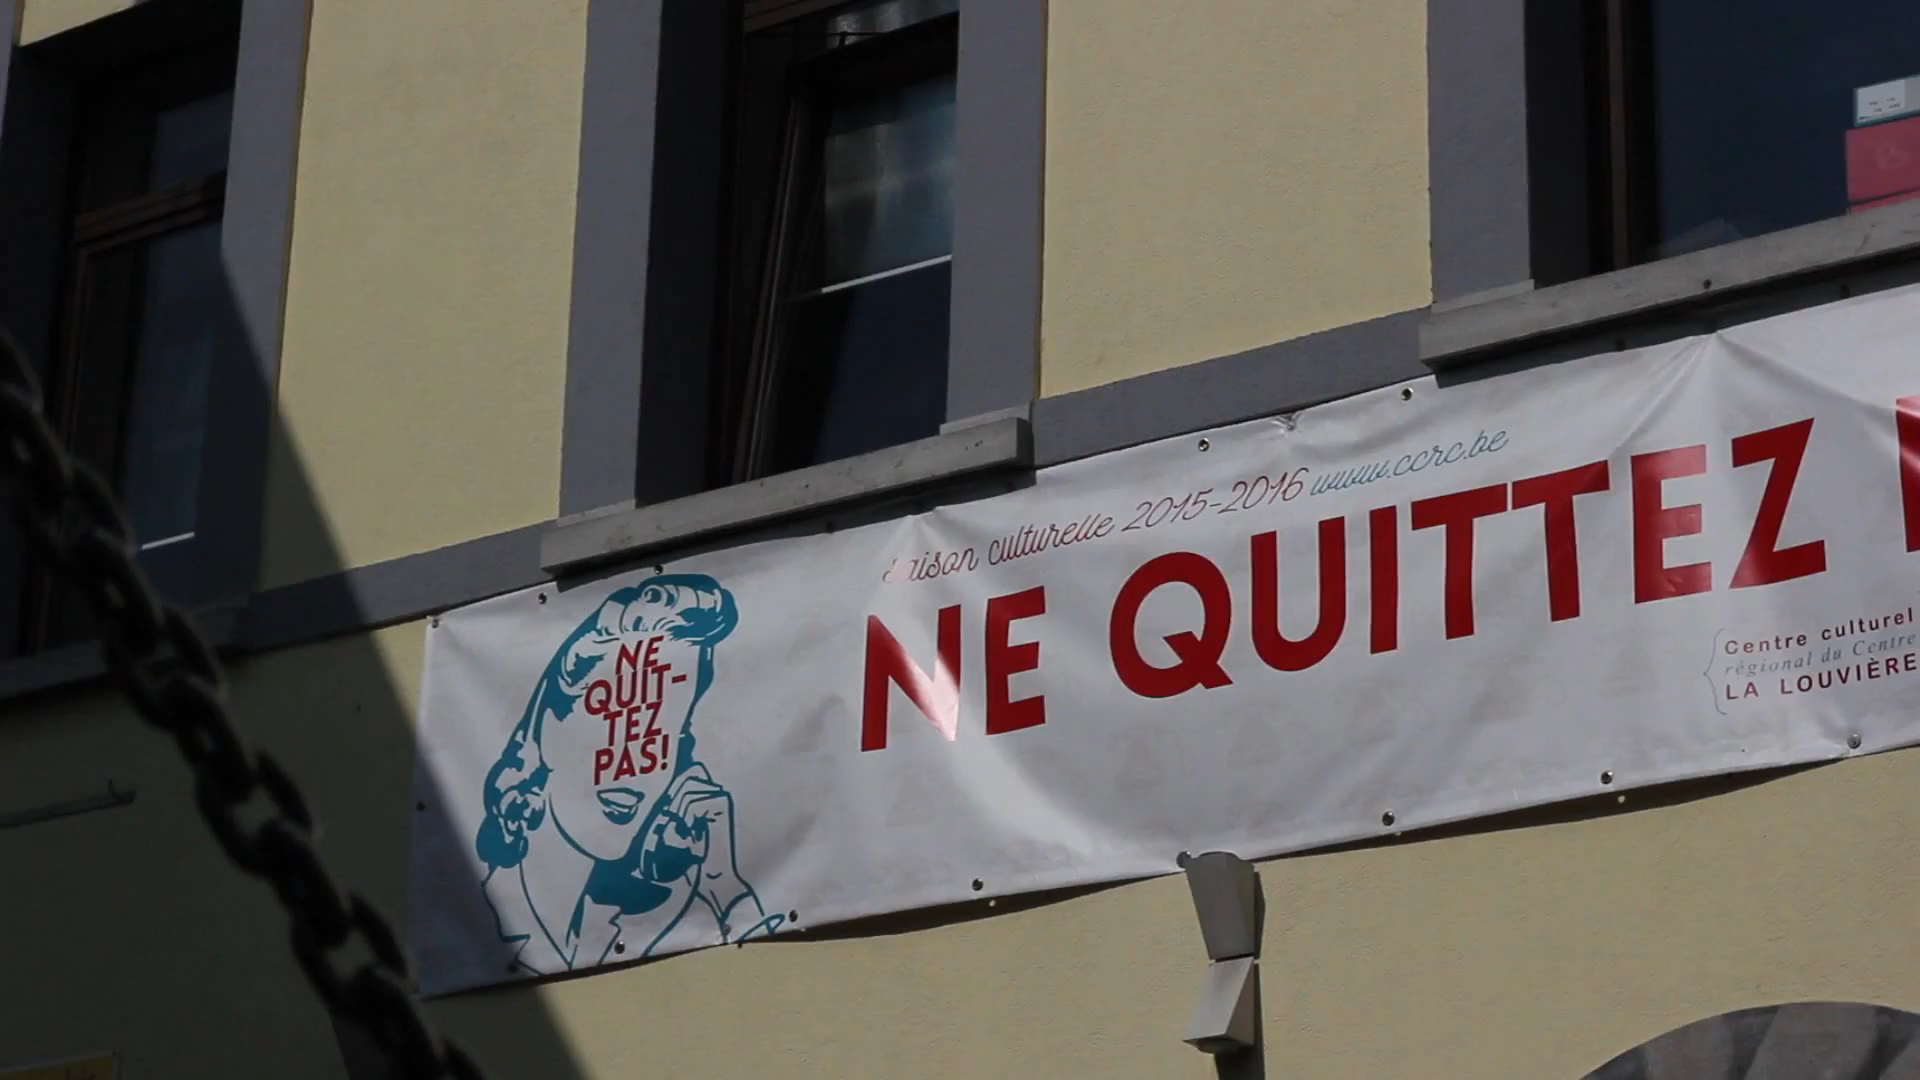 saison culturelle 2015-2016 www.ccrc.be
NE QUITTEZ
NE
QUIT-
TEZ
PAS!
Centre culturel
régional du Centre
LA LOUVIÈRE